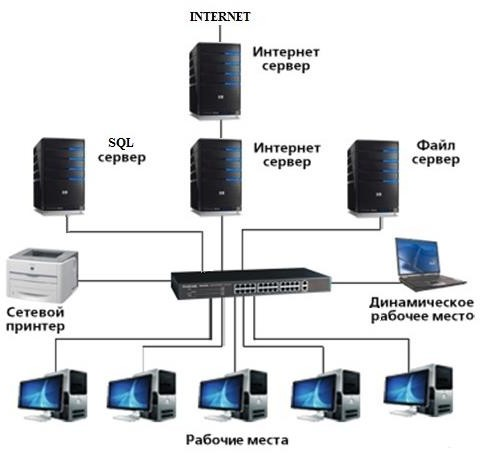 INTERNET
Интернет
сервер
SQL
сервер
Интернет
сервер
Файл
сервер
Сетевой
принтер
Динамическое
рабочее место
Рабочие места